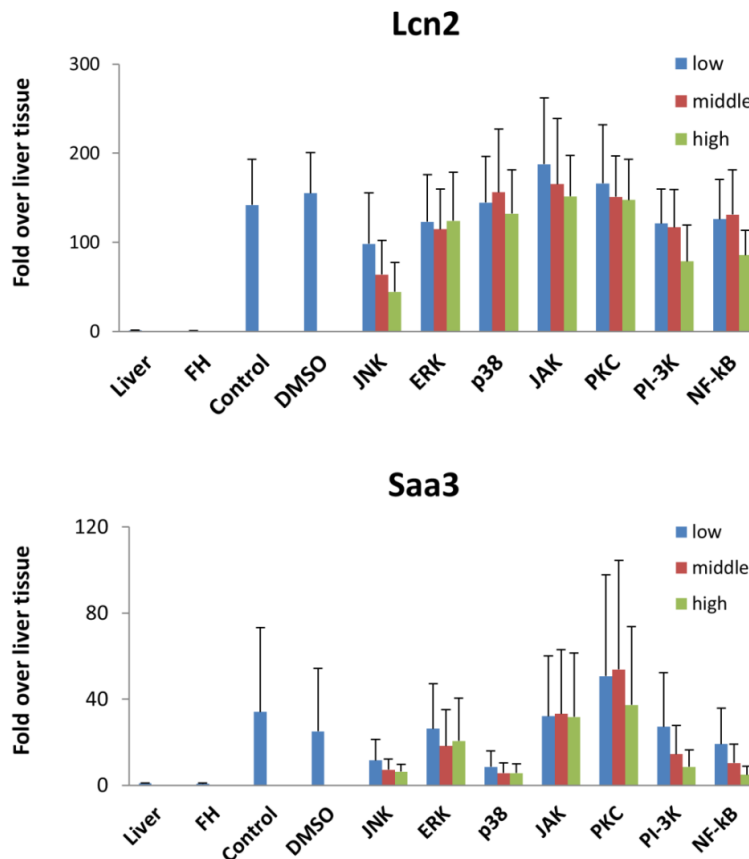 Lcn2
Fold over liver tissue
300
200
100
0
low
middle
high
Liver
FH
Control
DMSO
JNK
ERK
p38
JAK
PKC
PI-3K
NF-kB
Saa3
Fold over liver tissue
120
80
40
0
low
middle
high
Liver
FH
Control
DMSO
JNK
ERK
p38
JAK
PKC
PI-3K
NF-kB